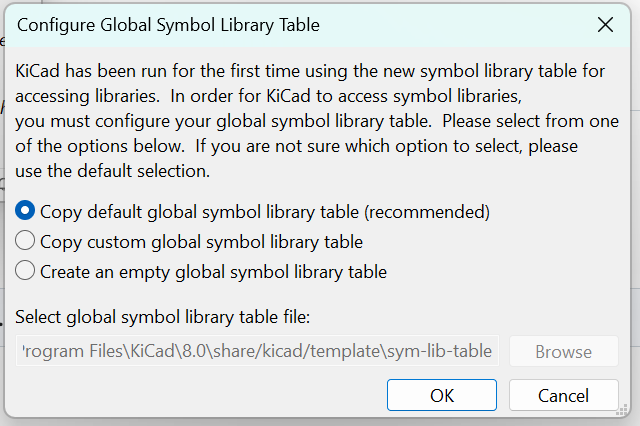 Configure Global Symbol Library Table
KiCad has been run for the first time using the new symbol library table for
accessing libraries.  In order for KiCad to access symbol libraries,
you must configure your global symbol library table.  Please select from one
of the options below.  If you are not sure which option to select, please
use the default selection.
Copy default global symbol library table (recommended)
Copy custom global symbol library table
Create an empty global symbol library table
Select global symbol library table file:
rogram Files\KiCad\8.0\share/kicad/template\sym-lib-table
Browse
OK
Cancel